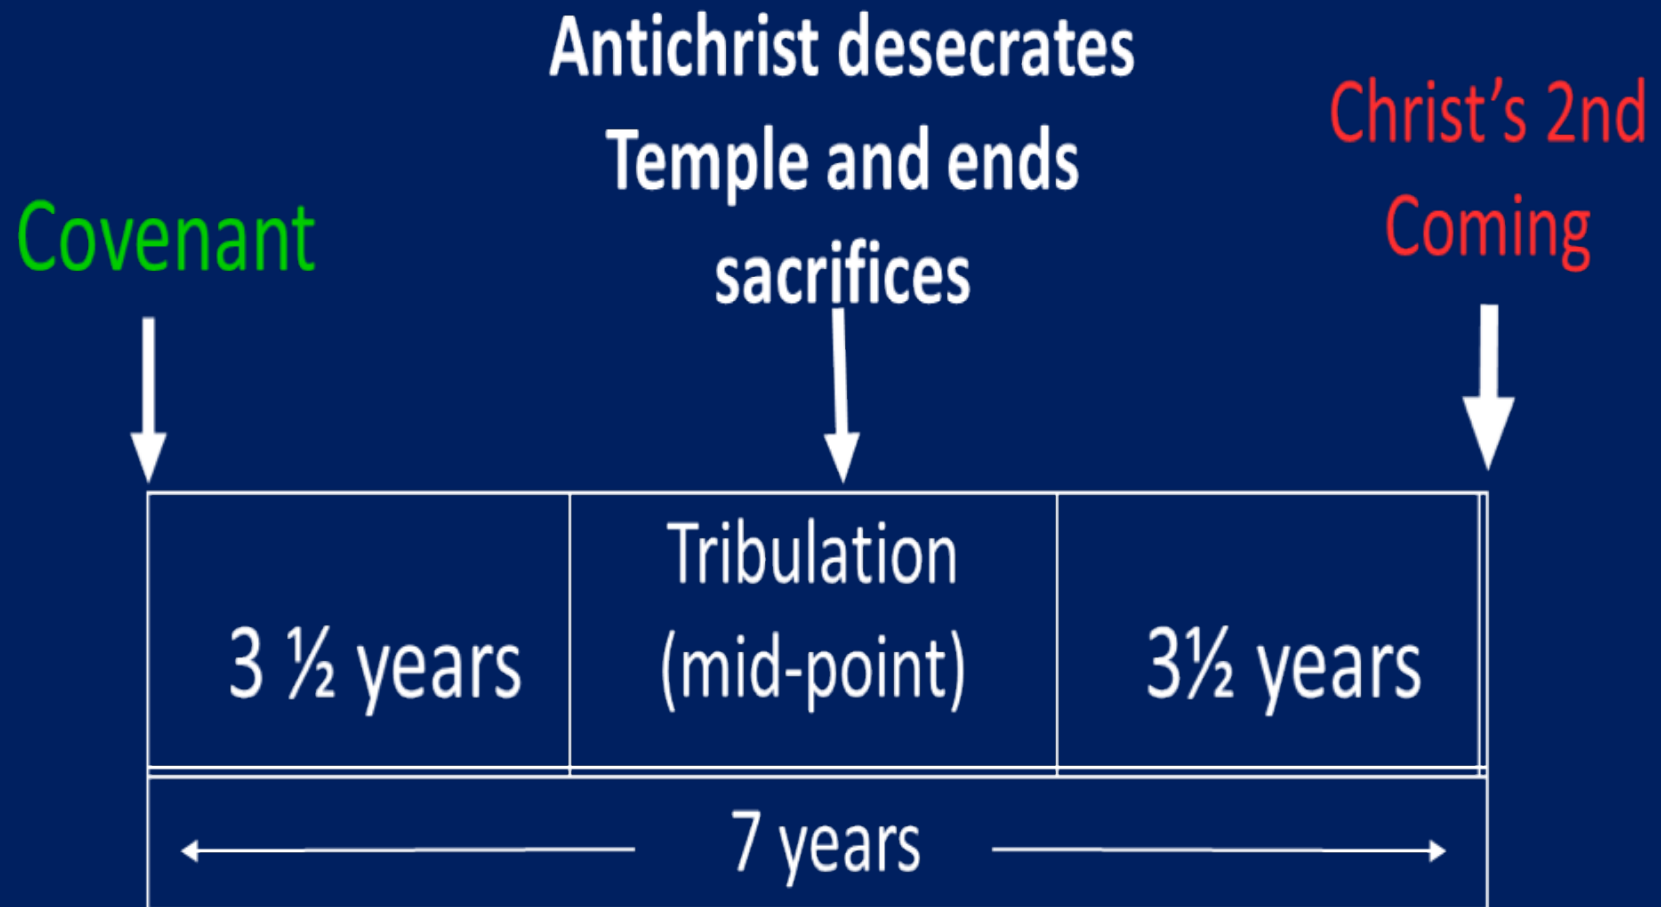 Antichrist desecrates
Temple and ends
sacrifices
Christ’s 2nd
Coming
Covenant
Tribulation
(mid-point)
3 ½ years
3½ years
7 years